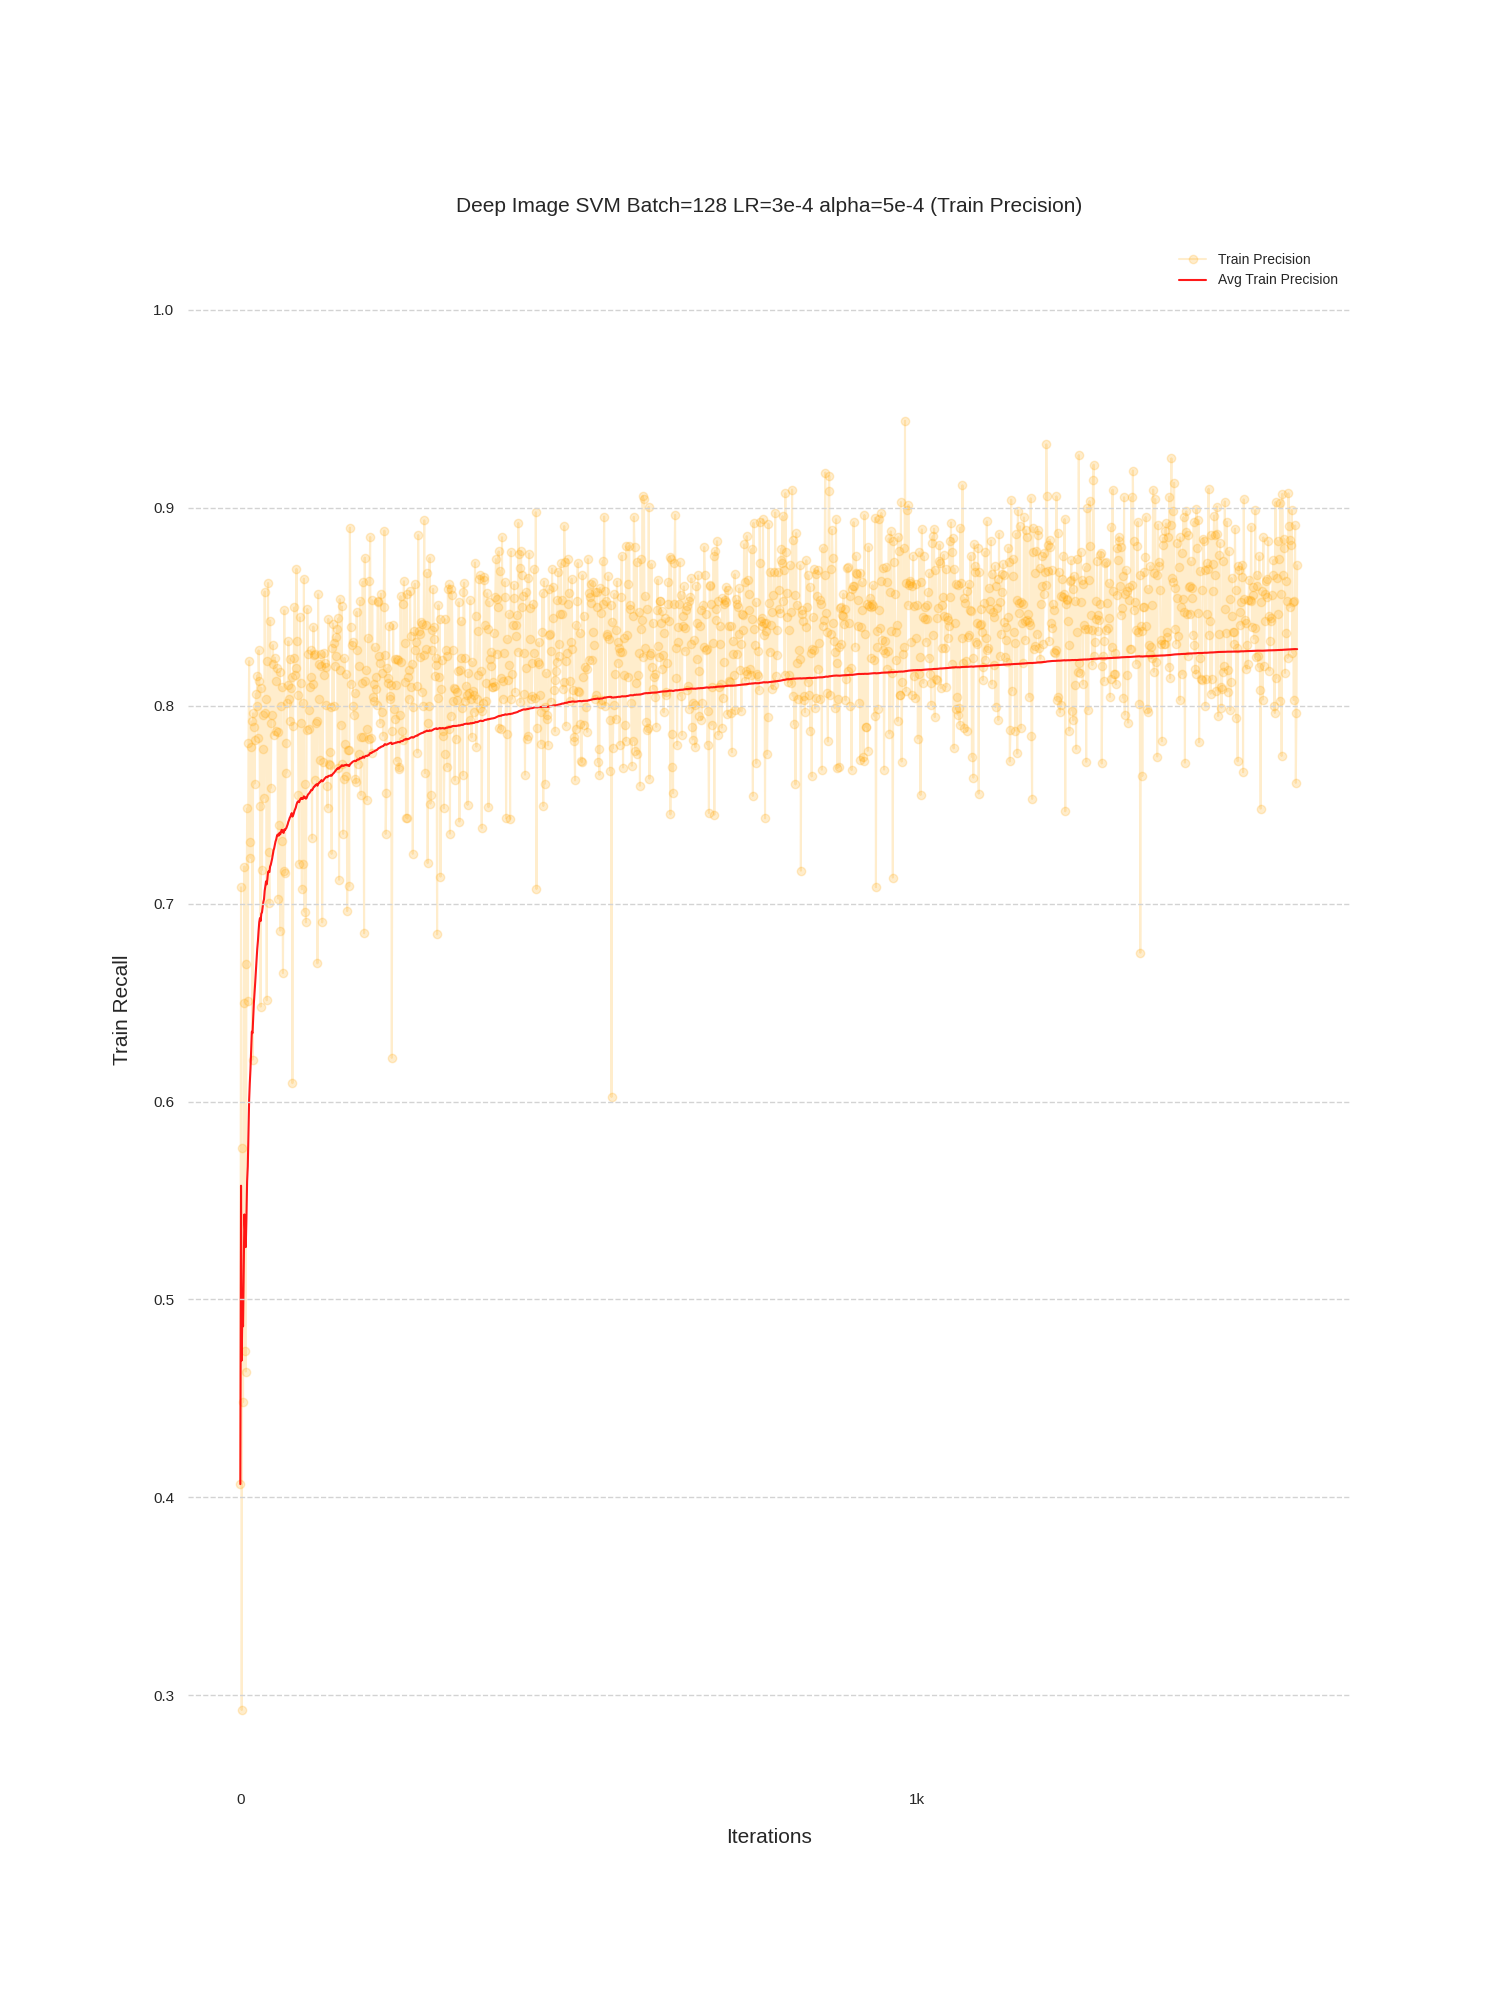 Deep Image SVM Batch=128 LR=3e-4 alpha=5e-4 (Train Precision)
Train Precision
Avg Train Precision
1.0
0.9
0.8
0.7
0.6
0.5
0.4
0.3
Train Recall
0
1k
Iterations